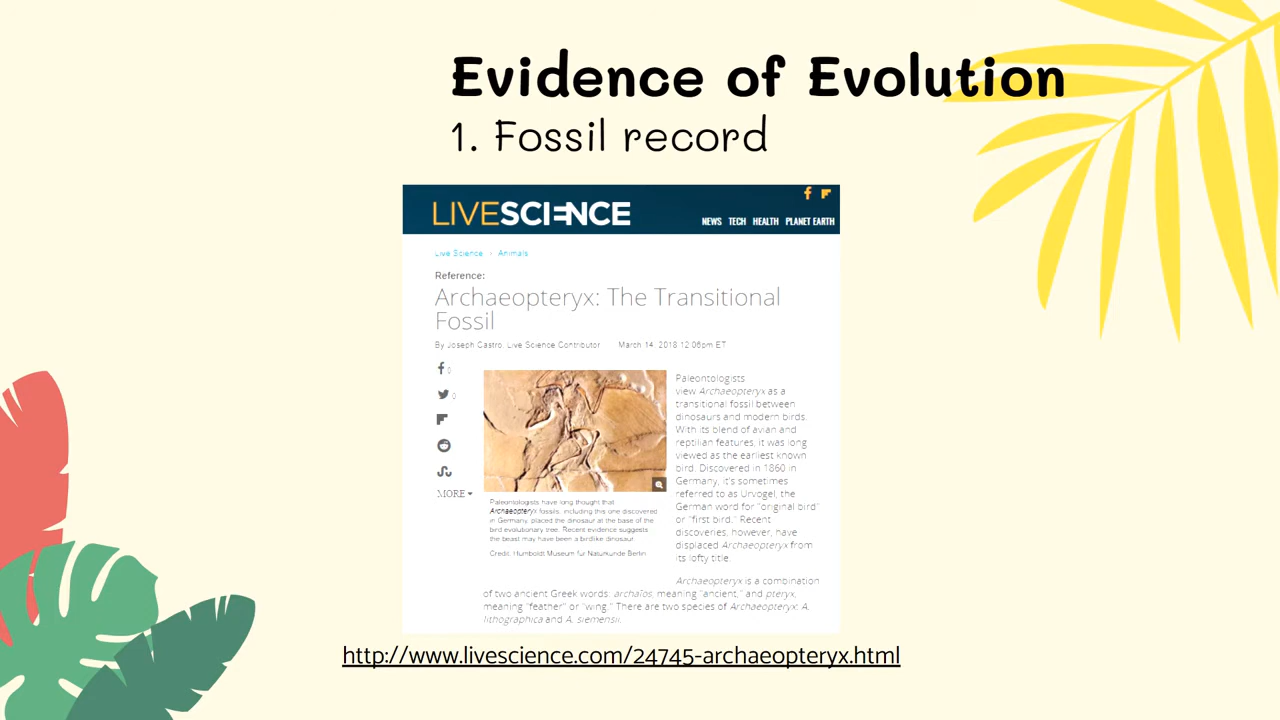 Evidence of Evolution
1. Fossil record
LIVESCIENCE
NEWS TECH HEALTH PLANET EARTH
Live Science › Animals
Reference:
Archaeopteryx: The Transitional
Fossil
By Joseph Castro, Live Science Contributor March 14, 2018 12:06pm ET
0
0
MORE
Paleontologists
view Archaeopteryx as a
transitional fossil between
dinosaurs and modern birds.
With its blend of avian and
reptilian features, it was long
viewed as the earliest known
bird. Discovered in 1860 in
Germany, it's sometimes
referred to as Urvogel, the
German word for "original bird"
or "first bird." Recent
discoveries, however, have
displaced Archaeopteryx from
its lofty title.
Paleontologists have long thought that
Archaeopteryx fossils, including this one discovered
in Germany, placed the dinosaur at the base of the
bird evolutionary tree. Recent evidence suggests
the beast may have been a birdlike dinosaur
Credit: Humboldt Museum für Naturkunde Berlin
Archaeopteryx is a combination
of two ancient Greek words: archaīos, meaning "ancient," and pteryx,
meaning "feather" or "wing." There are two species of Archaeopteryx: A.
lithographica and A. siemensii.
http://www.livescience.com/24745-archaeopteryx.html